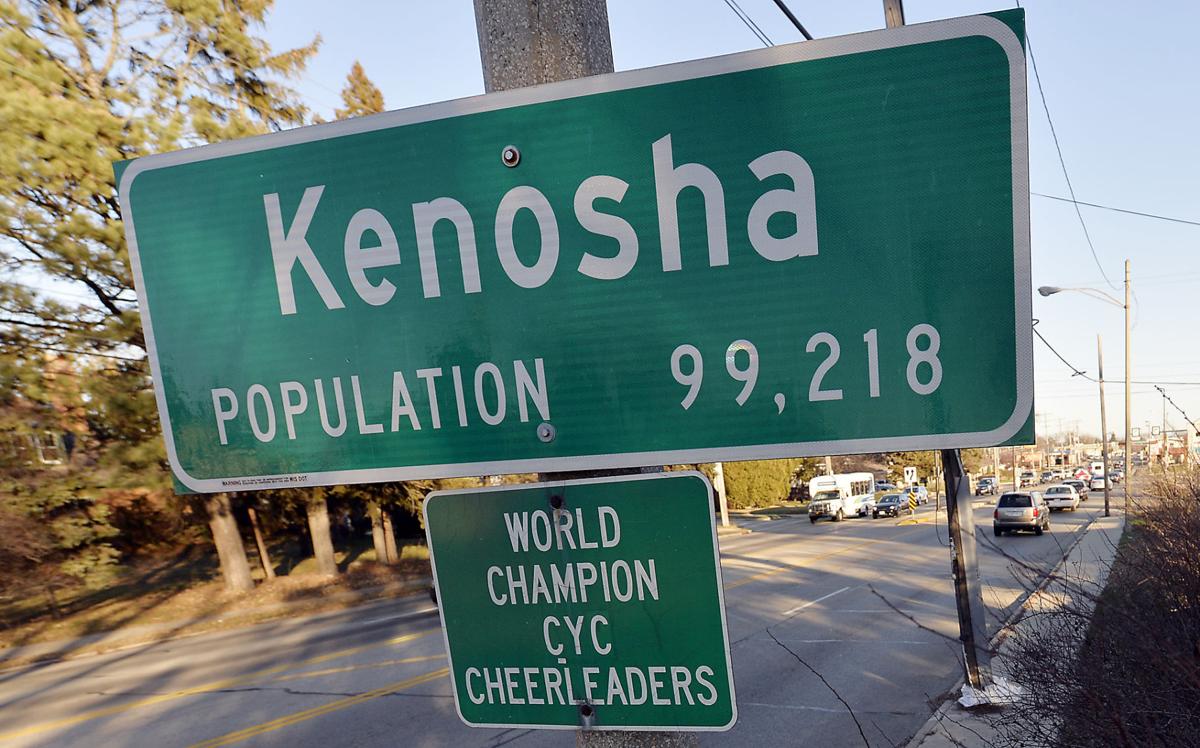 Kenosha
POPULATION 99,218
WORLD
CHAMPION
CYC
CHEERLEADERS